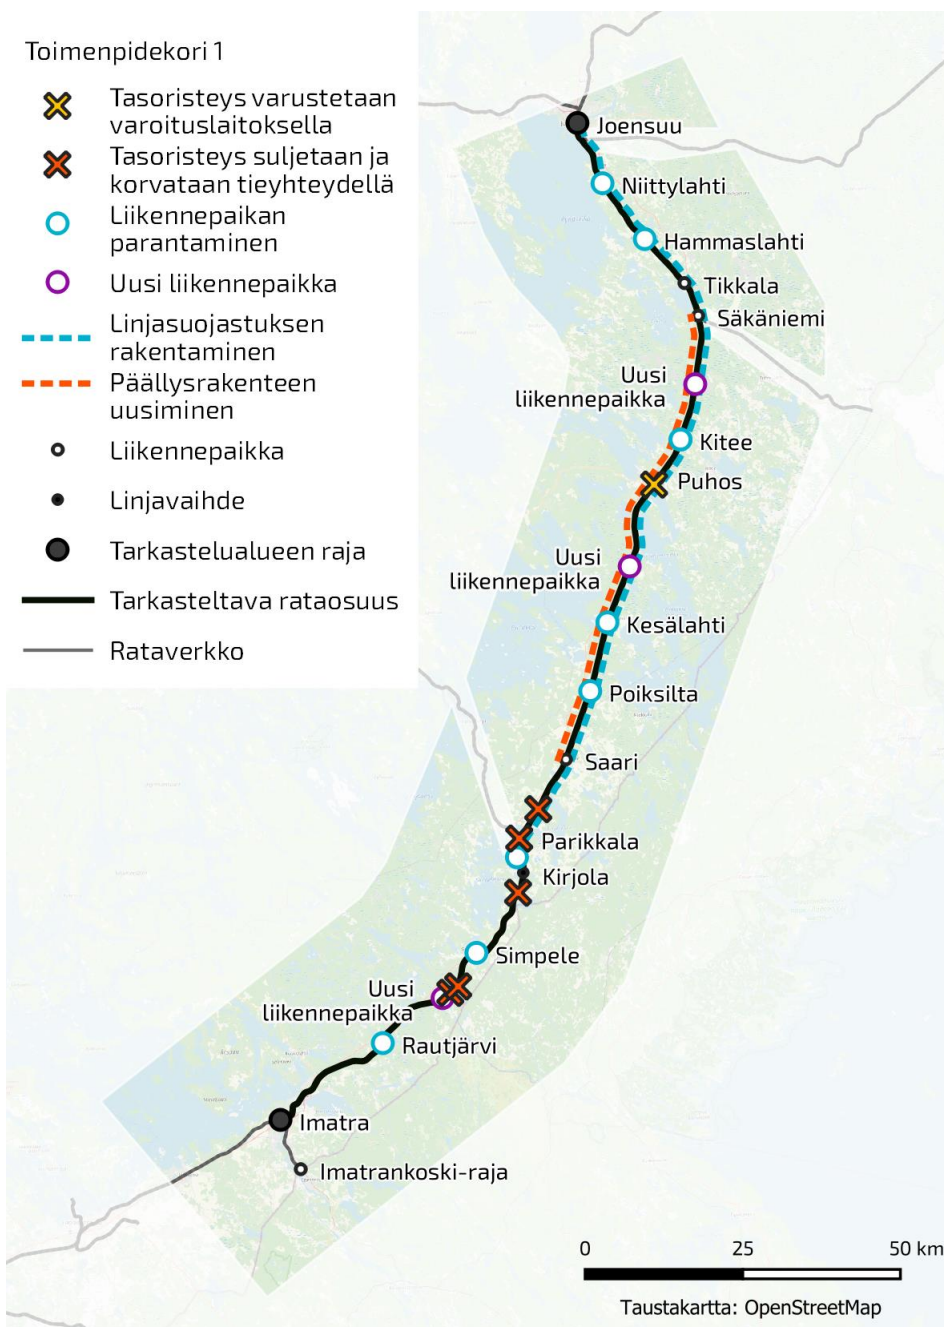 Toimenpidekori 1
Tasoristeys varustetaan
varoituslaitoksella
Tasoristeys suljetaan ja
korvataan tieyhteydellä
Liikennepaikan
parantaminen
Uusi liikennepaikka
Linjasuojastuksen
rakentaminen
Päällysrakenteen
uusiminen
Liikennepaikka
Linjavaihde
Tarkastelualueen raja
Tarkasteltava rataosuus
Rataverkko
Joensuu
Niittylahti
Hammaslahti
Tikkala
Säkäniemi
Uusi
liikennepaikka
Kitee
Puhos
Uusi
liikennepaikka
Kesälahti
Poiksilta
Saari
Parikkala
Kirjola
Simpele
Uusi
liikennepaikka
Rautjärvi
Imatra
Imatrankoski-raja
0 25 50 km
Taustakartta: OpenStreetMap